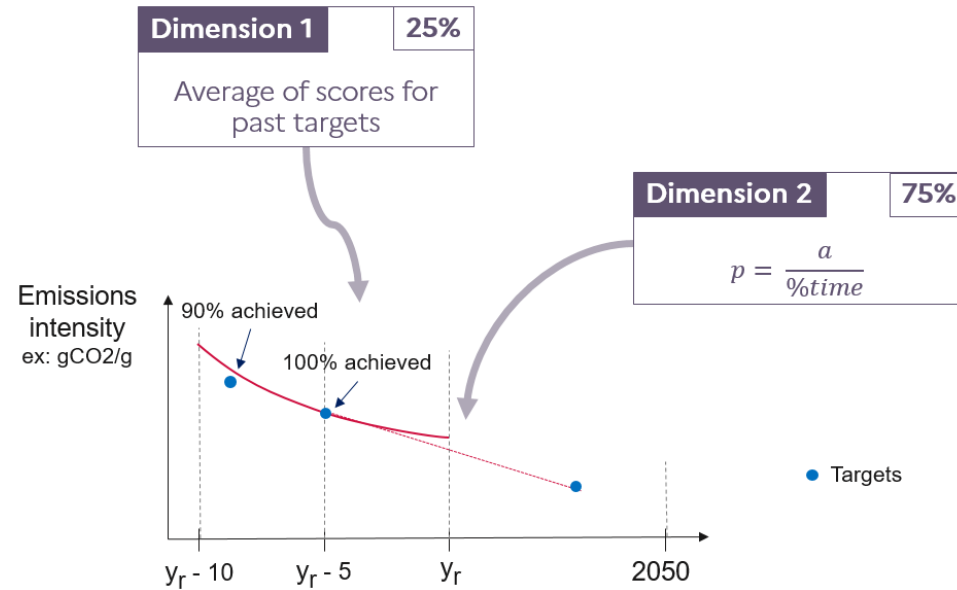 Dimension 1
25%
Average of scores for
past targets
Dimension 2
75%
p = a / %time
Emissions
intensity
ex: gCO2/g
90% achieved
100% achieved
Targets
yr - 10
yr - 5
yr
2050